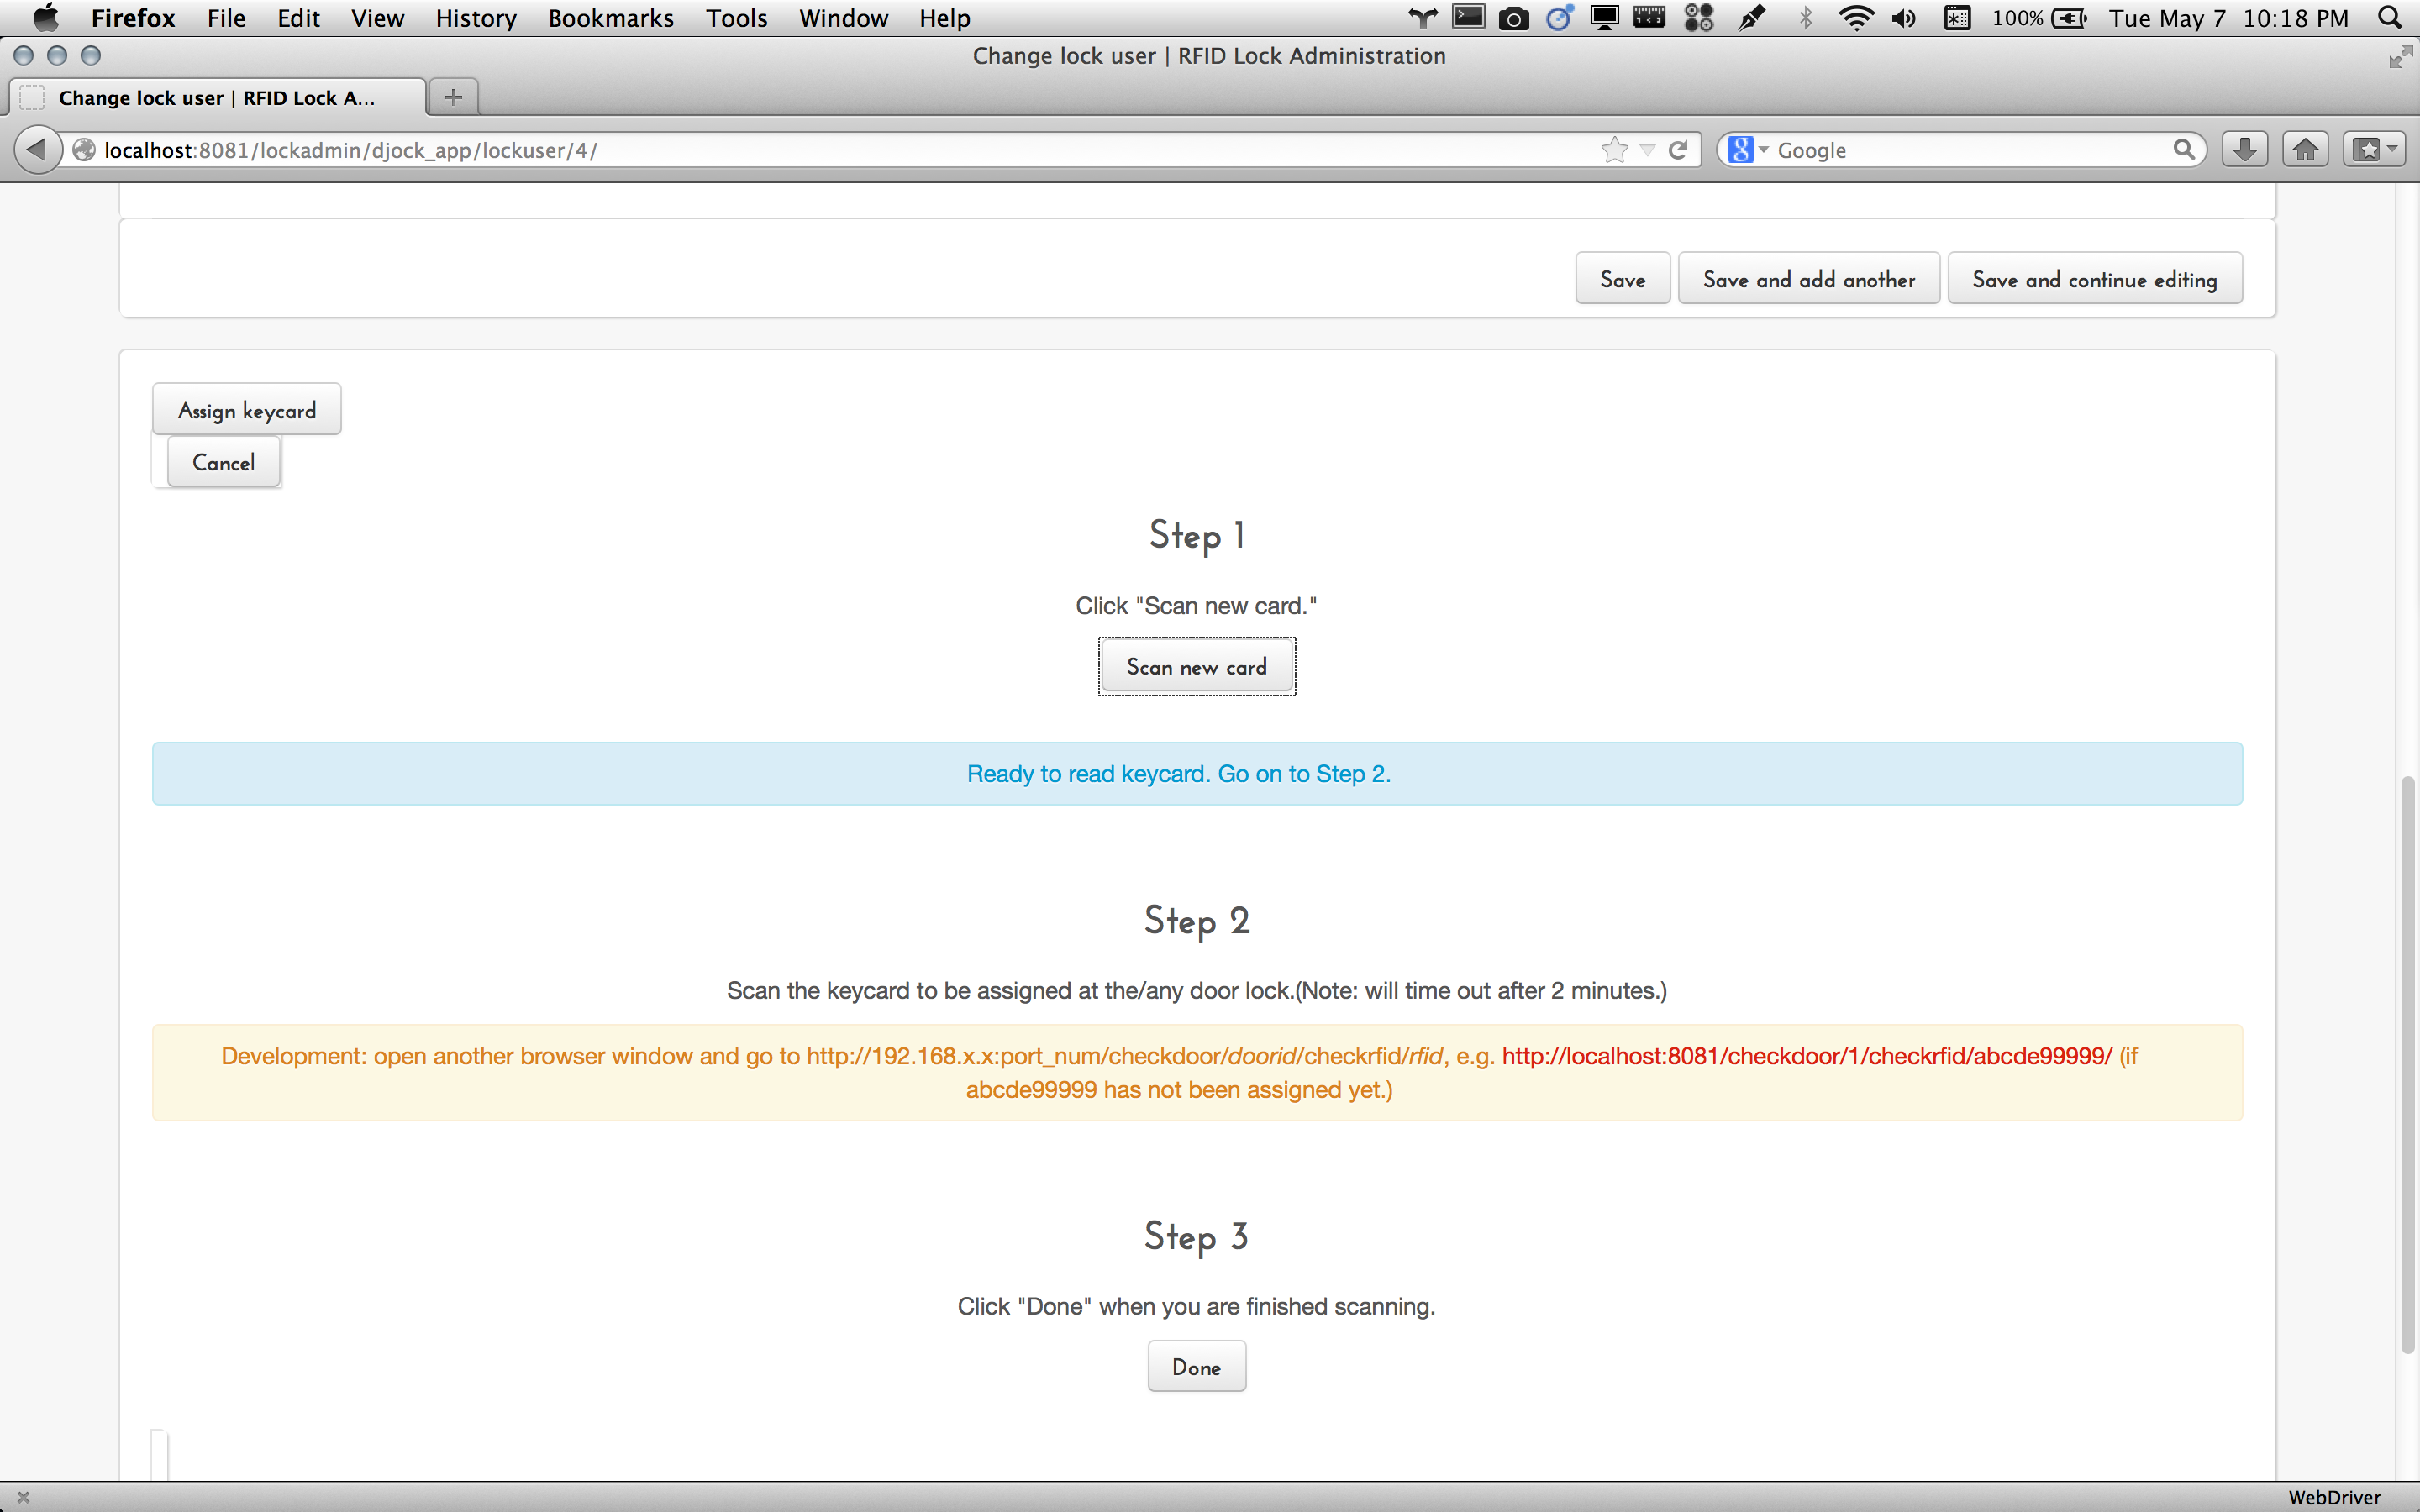 Firefox File Edit View History Bookmarks Tools Window Help 100% Tue May 7 10:18 PM
Change lock user | RFID Lock Administration
Change lock user | RFID Lock A...
localhost:8081/lockadmin/djock_app/lockuser/4/
Google
Save
Save and add another
Save and continue editing
Assign keycard
Cancel
Step 1
Click "Scan new card."
Scan new card
Ready to read keycard. Go on to Step 2.
Step 2
Scan the keycard to be assigned at the/any door lock.(Note: will time out after 2 minutes.)
Development: open another browser window and go to http://192.168.x.x:port_num/checkdoor/doorid/checkrfid/rfid, e.g. http://localhost:8081/checkdoor/1/checkrfid/abcde99999/ (if
abcde99999 has not been assigned yet.)
Step 3
Click "Done" when you are finished scanning.
Done
WebDriver